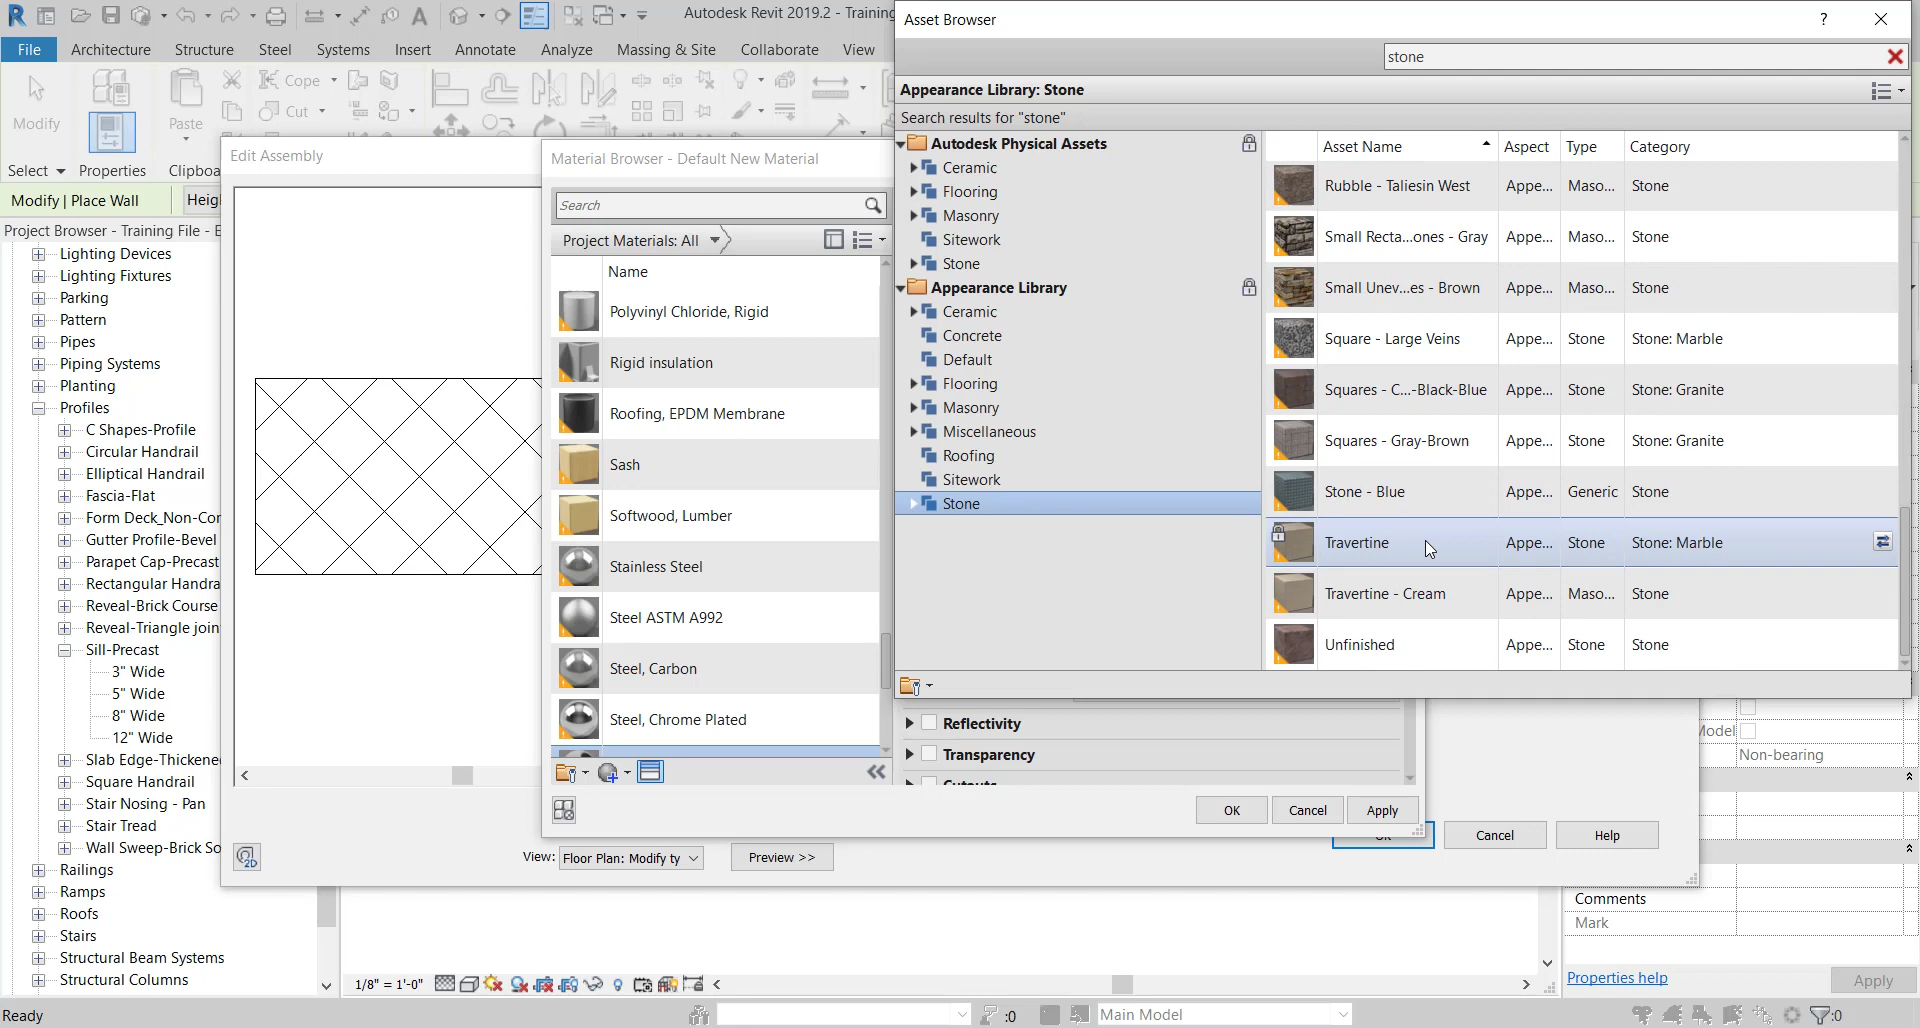 Autodesk Revit 2019.2 - Training
File
Architecture
Structure
Steel
Systems
Insert
Annotate
Analyze
Massing & Site
Collaborate
View
Modify
Paste
Cope
Cut
Select
Properties
Clipboa
Modify | Place Wall
Heig
Project Browser - Training File - E
Lighting Devices
Lighting Fixtures
Parking
Pattern
Pipes
Piping Systems
Planting
Profiles
C Shapes-Profile
Circular Handrail
Elliptical Handrail
Fascia-Flat
Form Deck_Non-Cor
Gutter Profile-Bevel
Parapet Cap-Precast
Rectangular Handra
Reveal-Brick Course
Reveal-Triangle join
Sill-Precast
3" Wide
5" Wide
8" Wide
12" Wide
Slab Edge-Thickene
Square Handrail
Stair Nosing - Pan
Stair Tread
Wall Sweep-Brick So
Railings
Ramps
Roofs
Stairs
Structural Beam Systems
Structural Columns
Edit Assembly
View:
Floor Plan: Modify ty
Preview >>
OK
Cancel
Help
Material Browser - Default New Material
Search
Project Materials: All
Name
Polyvinyl Chloride, Rigid
Rigid insulation
Roofing, EPDM Membrane
Sash
Softwood, Lumber
Stainless Steel
Steel ASTM A992
Steel, Carbon
Steel, Chrome Plated
Reflectivity
Transparency
Cutouts
OK
Cancel
Apply
Asset Browser
?
stone
Appearance Library: Stone
Search results for "stone"
Autodesk Physical Assets
Ceramic
Flooring
Masonry
Sitework
Stone
Appearance Library
Ceramic
Concrete
Default
Flooring
Masonry
Miscellaneous
Roofing
Sitework
Stone
Asset Name Aspect Type Category
Rubble - Taliesin West Appe... Maso... Stone
Small Recta...ones - Gray Appe... Maso... Stone
Small Unev...es - Brown Appe... Maso... Stone
Square - Large Veins Appe... Stone Stone: Marble
Squares - C...-Black-Blue Appe... Stone Stone: Granite
Squares - Gray-Brown Appe... Stone Stone: Granite
Stone - Blue Appe... Generic Stone
Travertine Appe... Stone Stone: Marble
Travertine - Cream Appe... Maso... Stone
Unfinished Appe... Stone Stone
Model
Non-bearing
Comments
Mark
Properties help
Apply
1/8" = 1'-0"
Ready
:0
Main Model
:0
2D